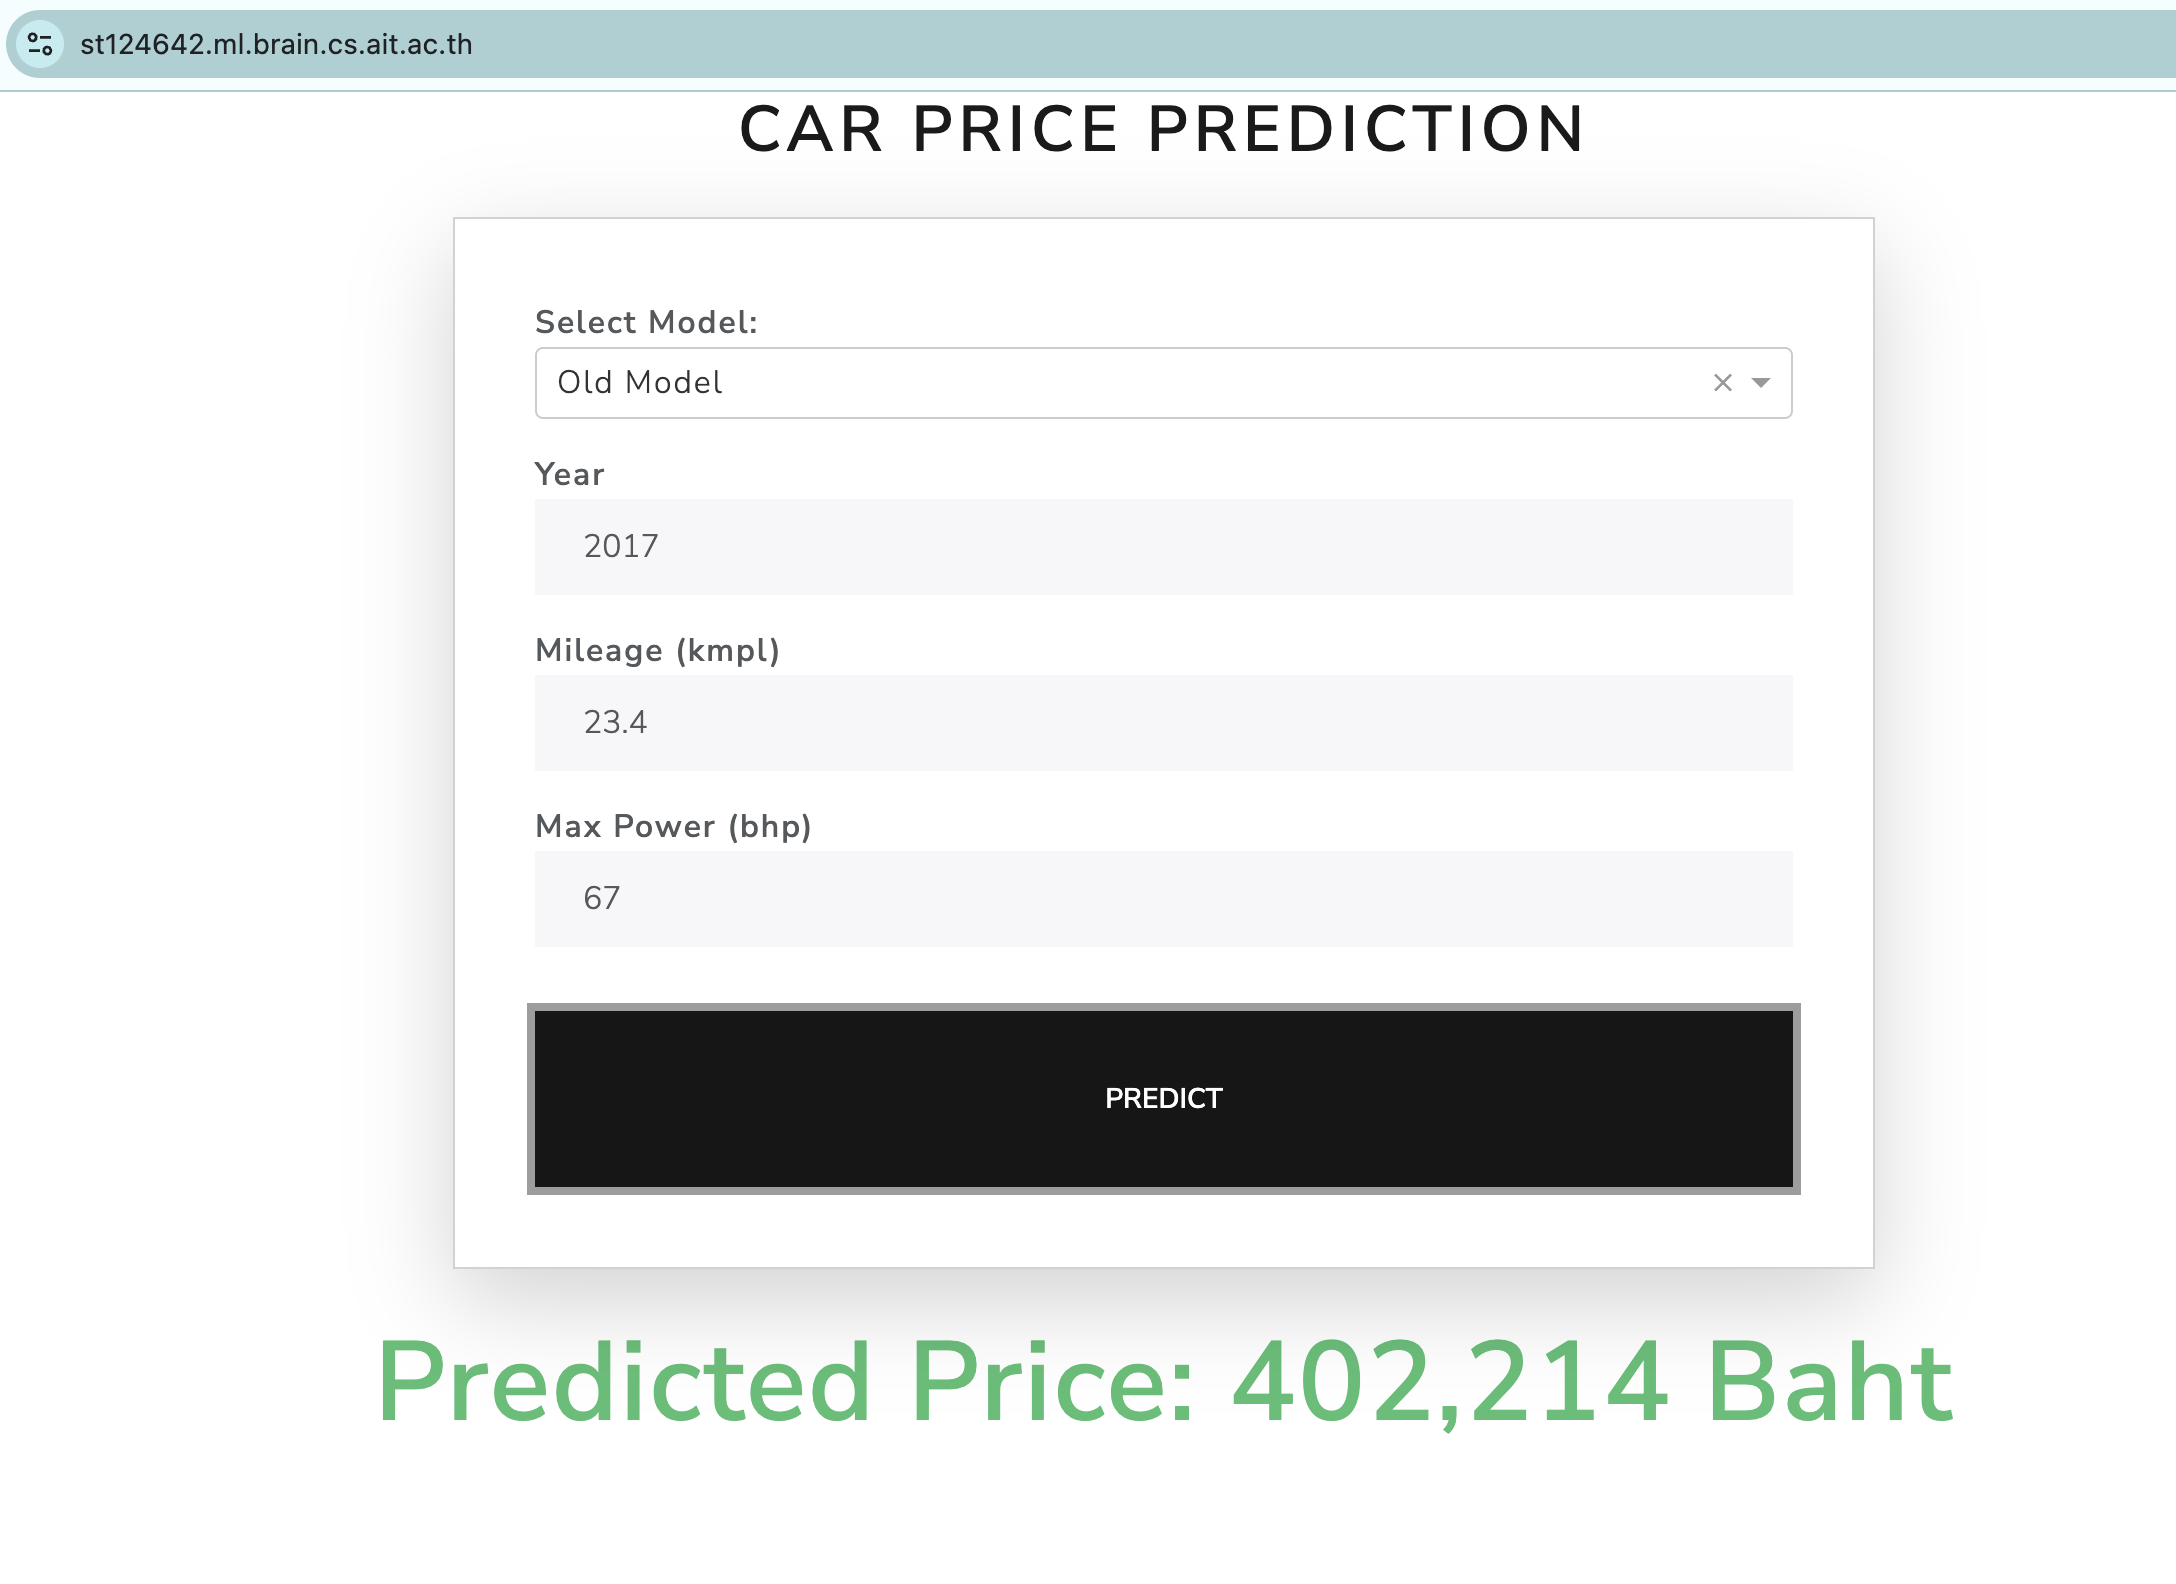 st124642.ml.brain.cs.ait.ac.th
CAR PRICE PREDICTION
Select Model:
Old Model
Year
2017
Mileage (kmpl)
23.4
Max Power (bhp)
67
PREDICT
Predicted Price: 402,214 Baht